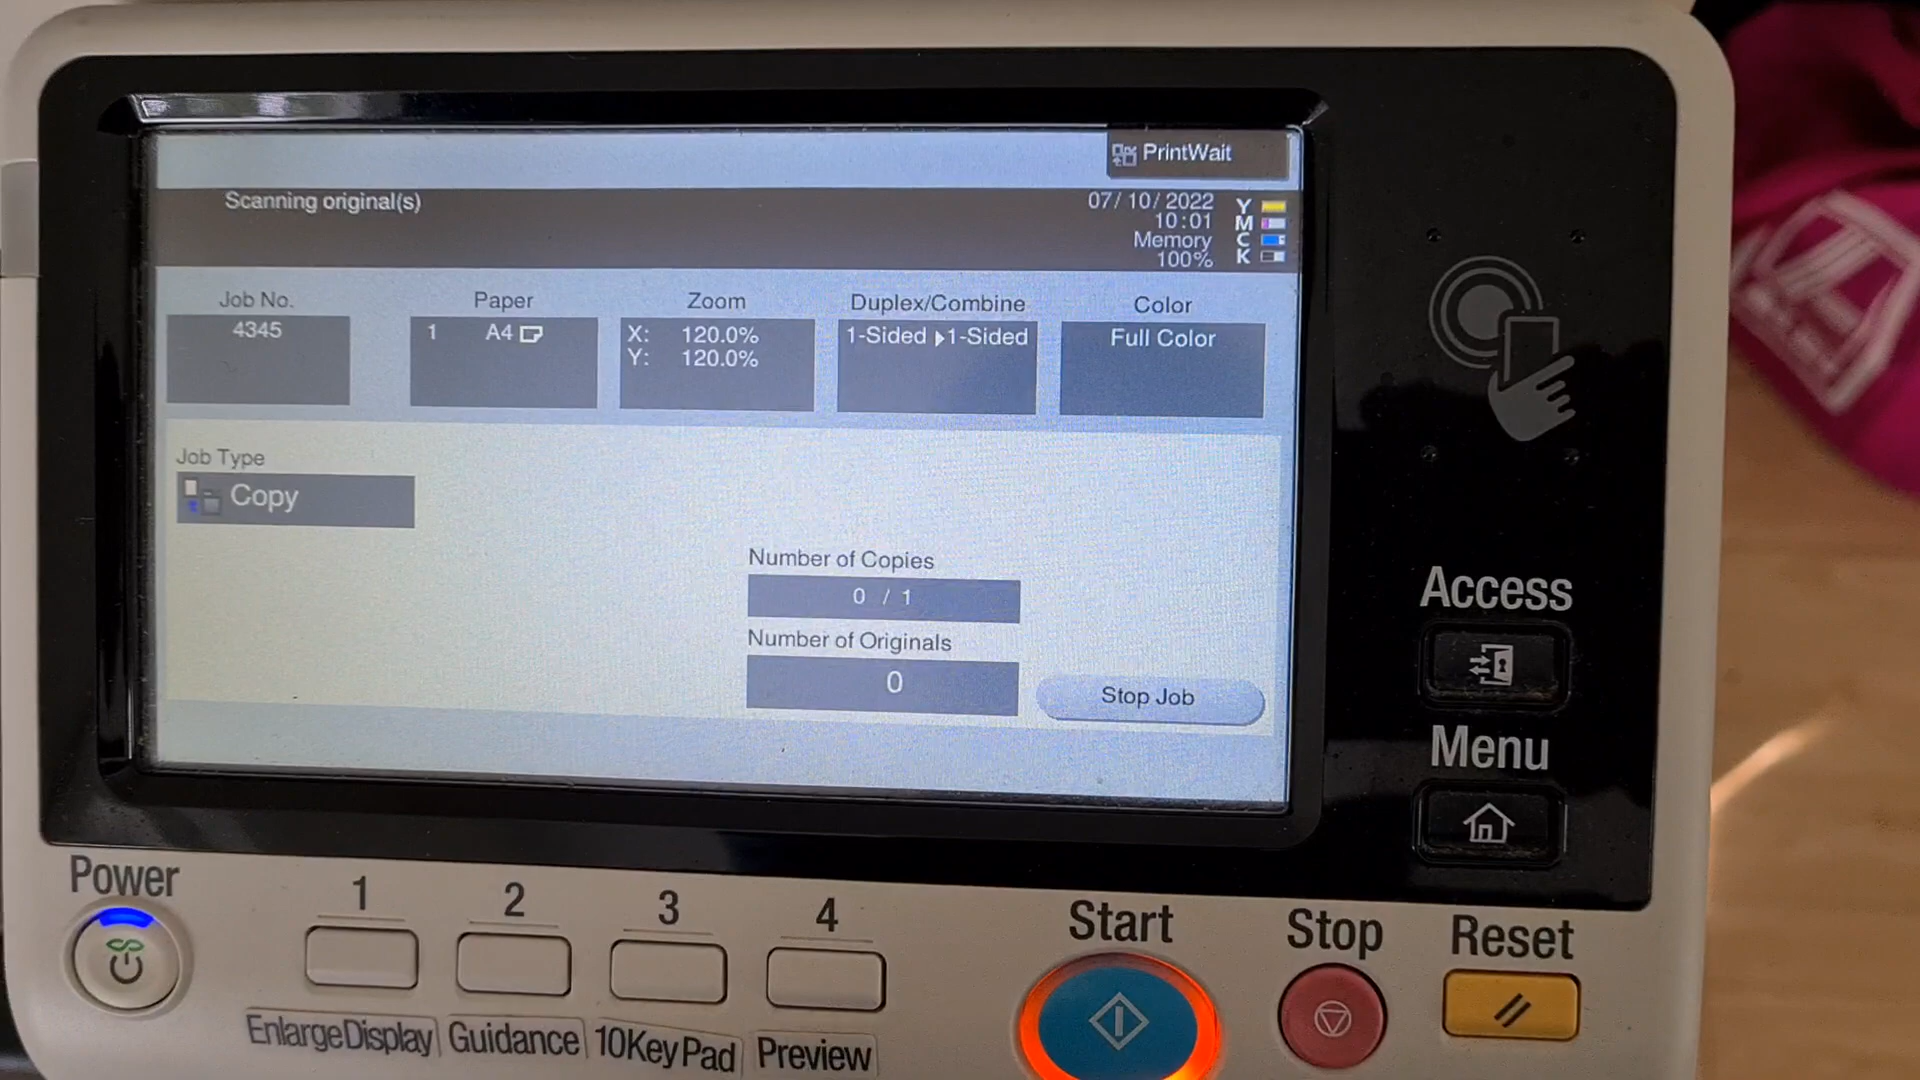 PrintWait
Scanning original(s)
07/10/2022
10:01
Memory
100%
Y
M
C
K
Job No.
4345
Paper
1 A4
Zoom
X: 120.0%
Y: 120.0%
Duplex/Combine
1-Sided ▶1-Sided
Color
Full Color
Job Type
Copy
Number of Copies
0 / 1
Number of Originals
0
Stop Job
Access
Menu
Power
1
2
3
4
Start
Stop
Reset
EnlargeDisplay
Guidance
10KeyPad
Preview